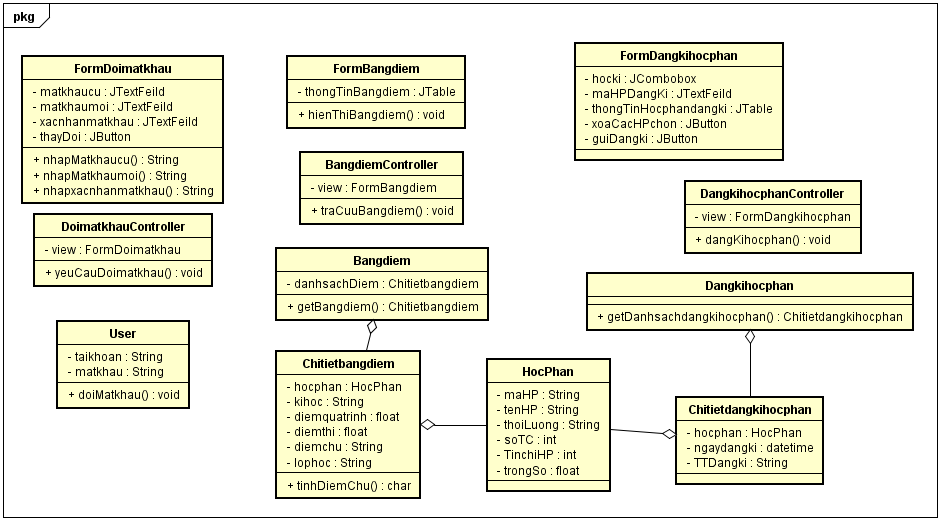 pkg
FormDoimatkhau
- matkhaucu : JTextFeild
- matkhaumoi : JTextFeild
- xacnhanmatkhau : JTextFeild
- thayDoi : JButton
+ nhapMatkhaucu() : String
+ nhapMatkhaumoi() : String
+ nhapxacnhanmatkhau() : String
DoimatkhauController
- view : FormDoimatkhau
+ yeuCauDoimatkhau() : void
User
- taikhoan : String
- matkhau : String
+ doiMatkhau() : void
FormBangdiem
- thongTinBangdiem : JTable
+ hienThiBangdiem() : void
BangdiemController
- view : FormBangdiem
+ traCuuBangdiem() : void
Bangdiem
- danhsachDiem : Chitietbangdiem
+ getBangdiem() : Chitietbangdiem
Chitietbangdiem
- hocphan : HocPhan
- kihoc : String
- diemquatrinh : float
- diemthi : float
- diemchu : String
- lophoc : String
+ tinhDiemChu() : char
HocPhan
- maHP : String
- tenHP : String
- thoiLuong : String
- soTC : int
- TinchiHP : int
- trongSo : float
FormDangkihocphan
- hocki : JCombobox
- maHPDangKi : JTextFeild
- thongTinHocphandangki : JTable
- xoaCacHPchon : JButton
- guiDangki : JButton
DangkihocphanController
- view : FormDangkihocphan
+ dangKihocphan() : void
Dangkihocphan
+ getDanhsachdangkihocphan() : Chitietdangkihocphan
Chitietdangkihocphan
- hocphan : HocPhan
- ngaydangki : datetime
- TTDangki : String